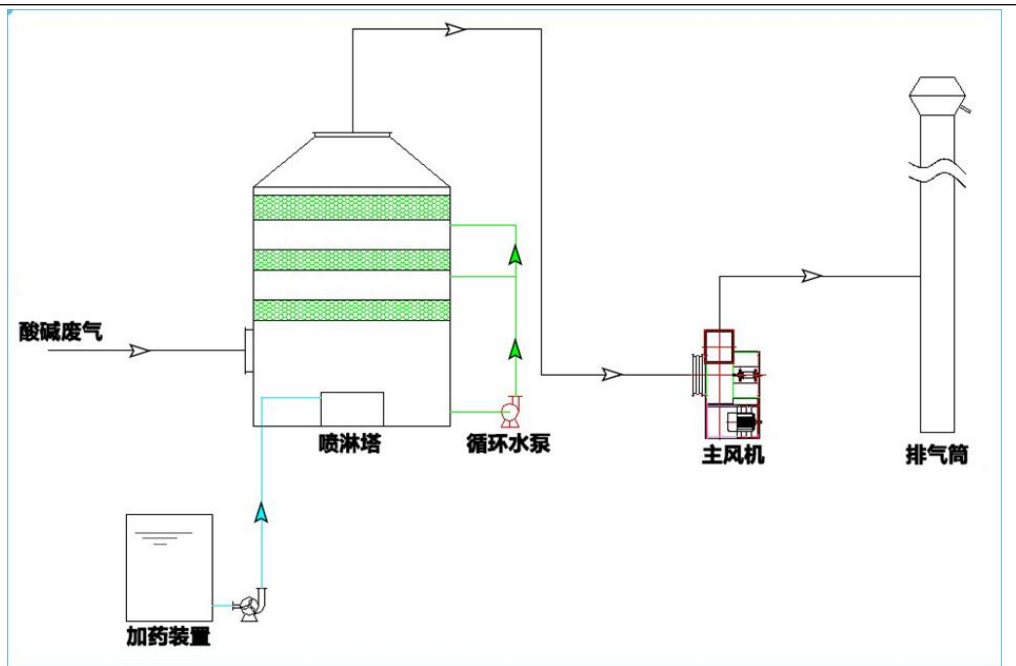 酸碱废气
喷淋塔
循环水泵
主风机
排气筒
加药装置